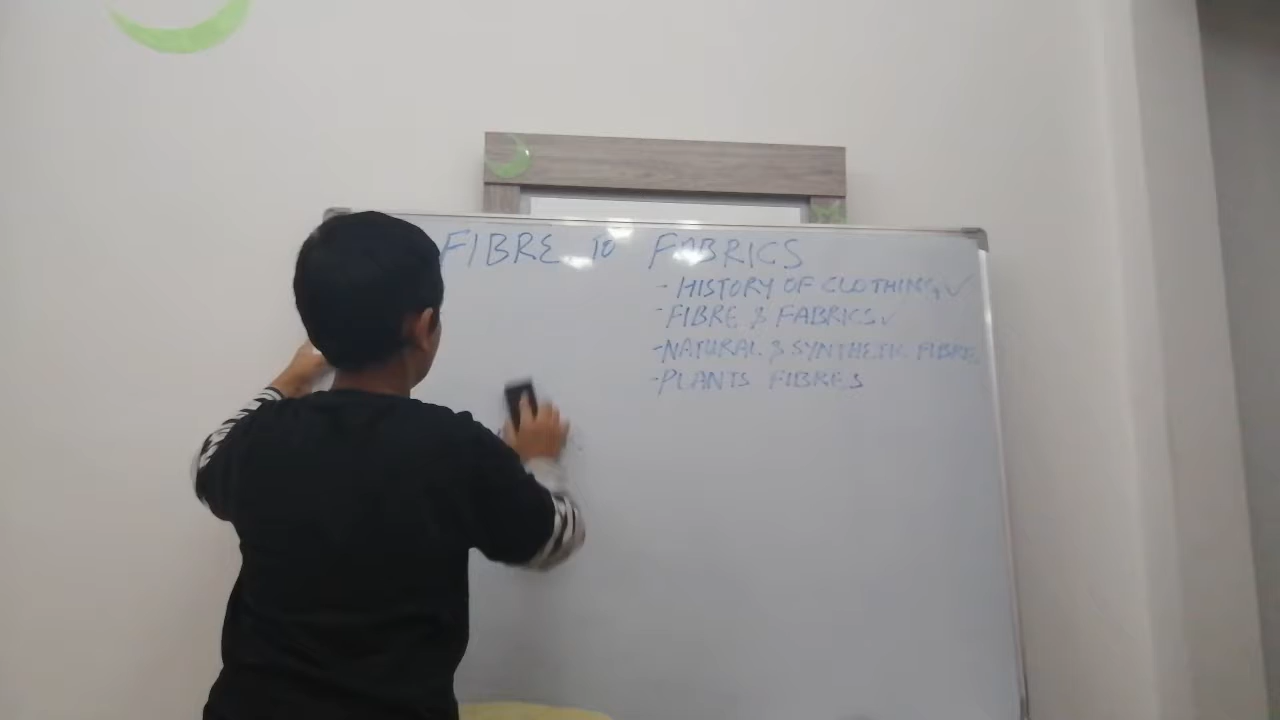 FIBRE TO FABRICS
- HISTORY OF CLOTHING ✓
- FIBRE & FABRICS ✓
- NATURAL & SYNTHETIC FIBRE
- PLANTS FIBRES